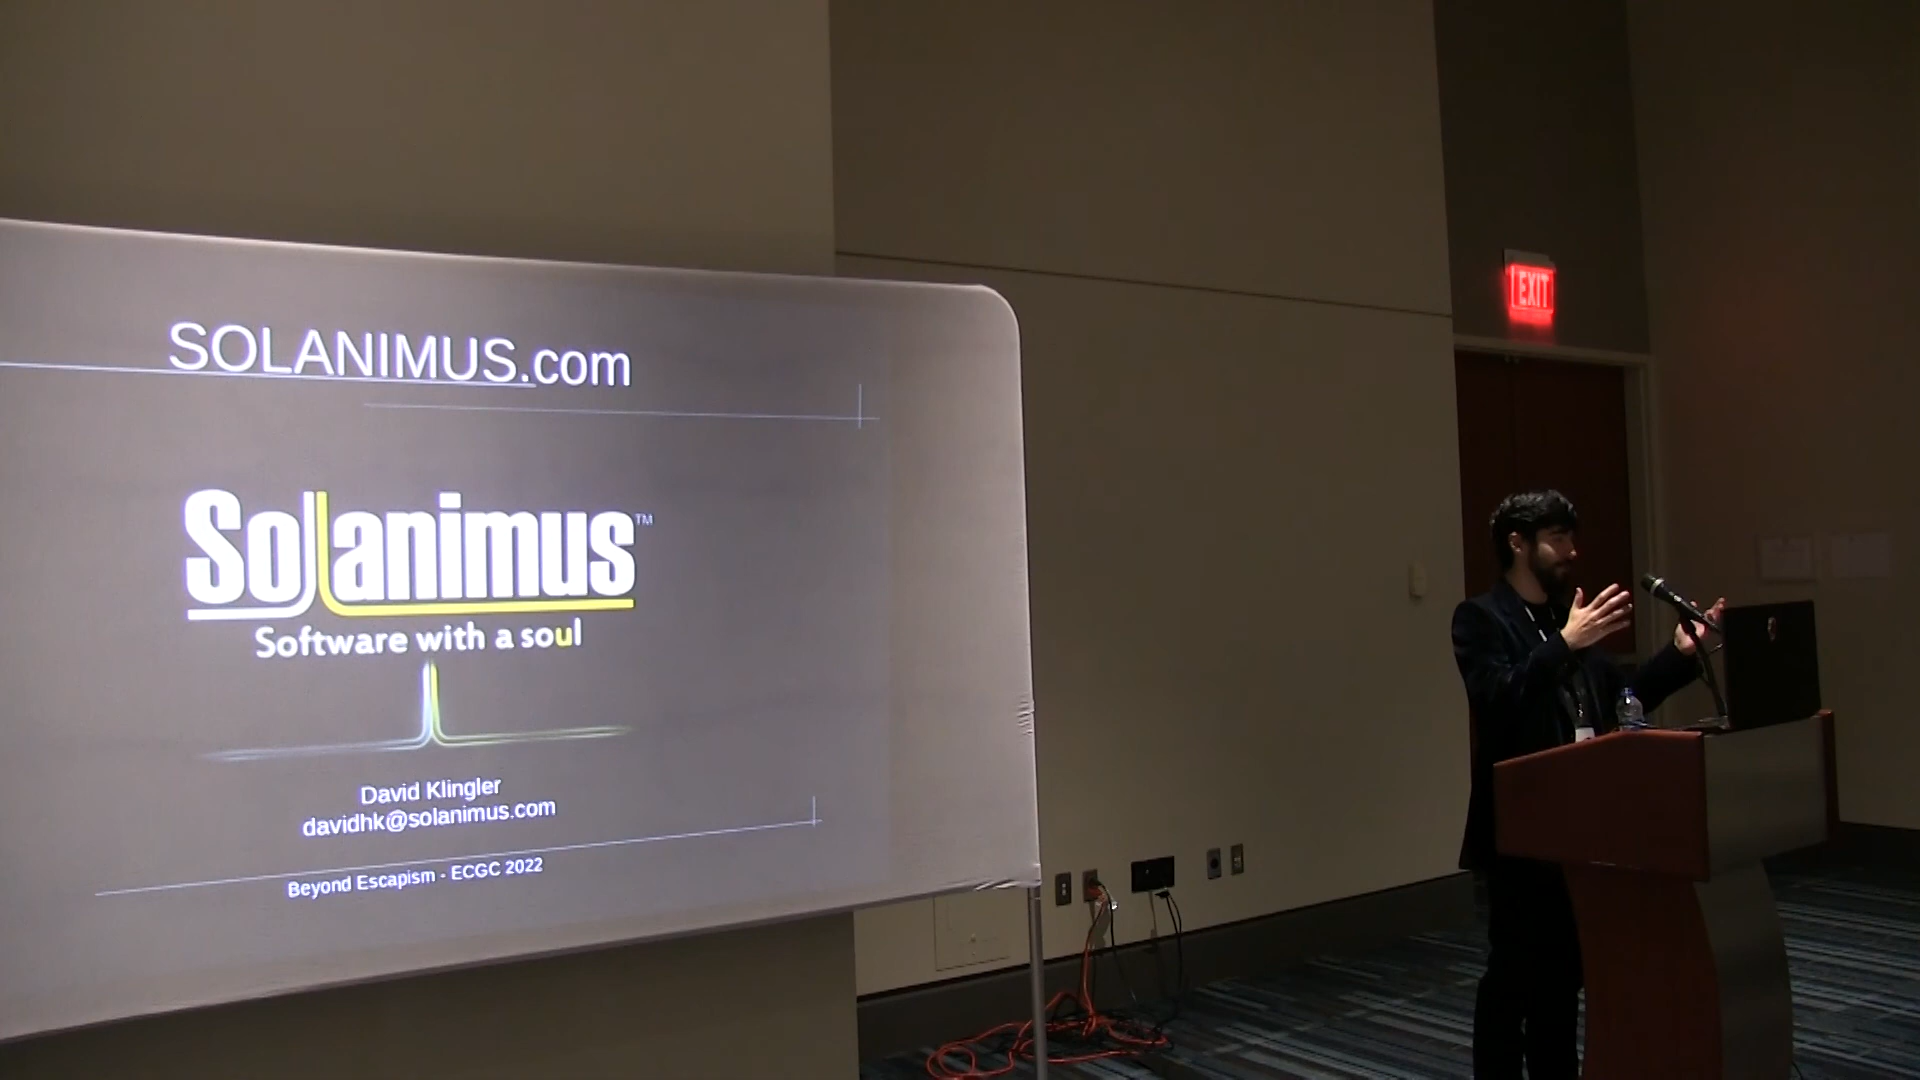 SOLANIMUS.com
Solanimus™
Software with a soul
David Klingler
davidhk@solanimus.com
Beyond Escapism - ECGC 2022
EXIT